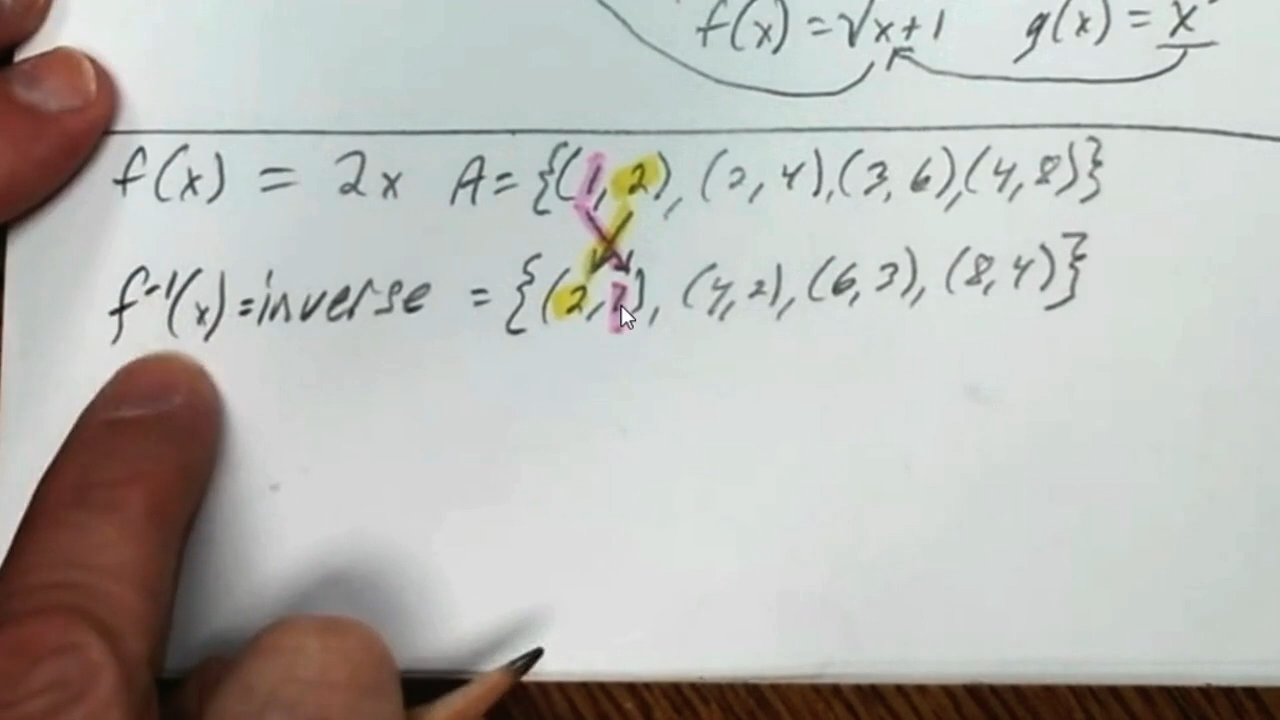 f(x) = √x+1 g(x) = x
f(x) = 2x A = {(1, 2), (2, 4), (3, 6), (4, 8)}
f⁻¹(x) = inverse = {(2, 1), (4, 2), (6, 3), (8, 4)}